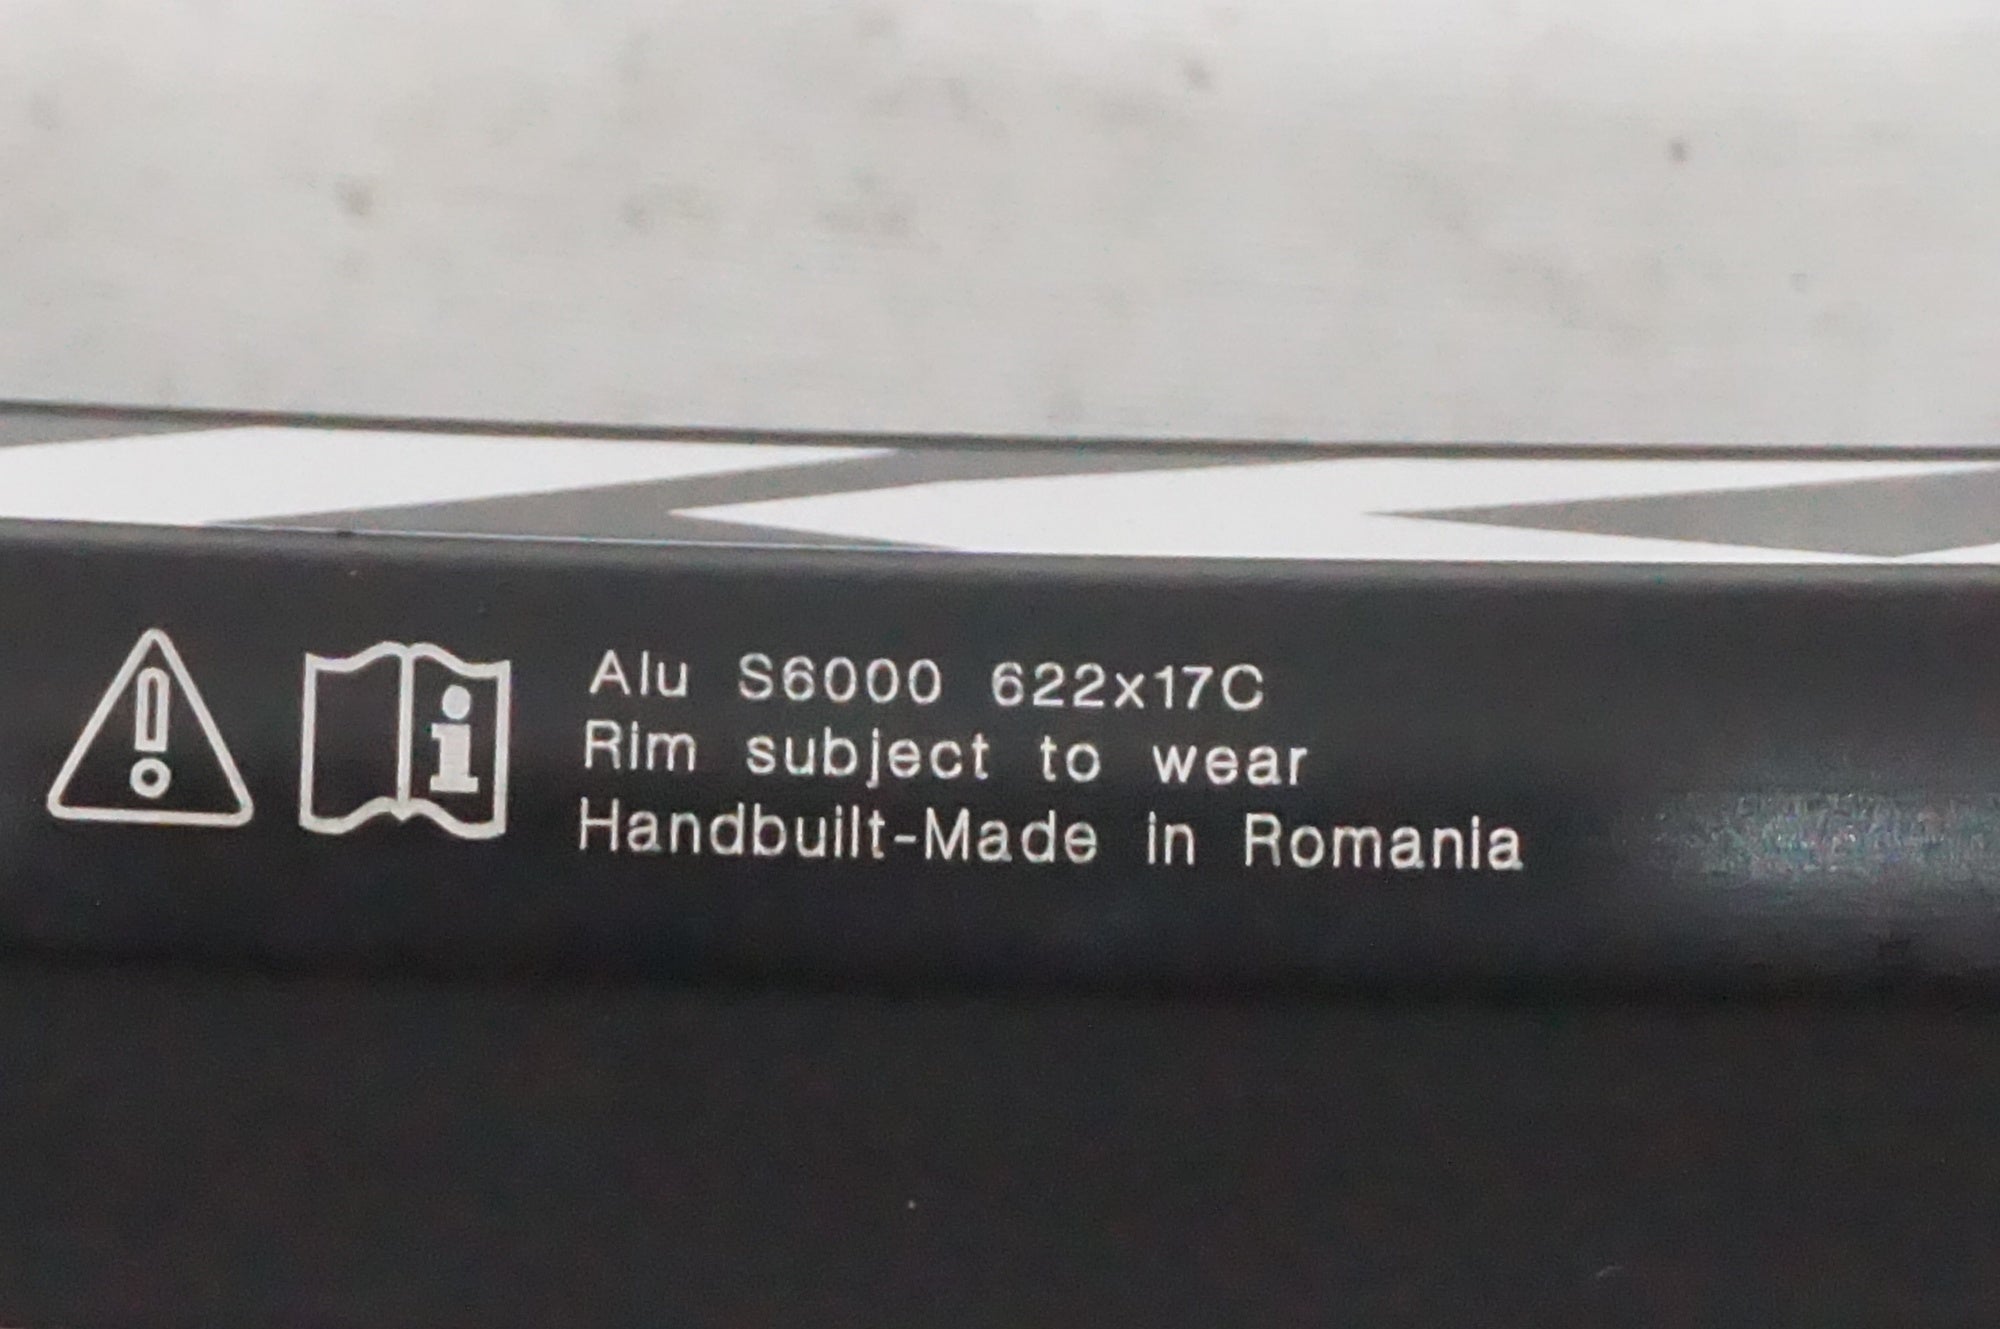 Alu S6000 622x17C
Rim subject to wear
Handbuilt-Made in Romania